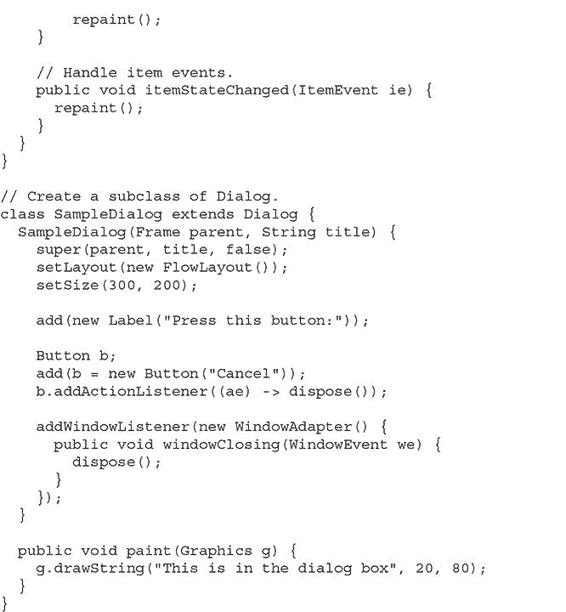 repaint();
    }

    // Handle item events.
    public void itemStateChanged(ItemEvent ie) {
      repaint();
    }
  }
}

// Create a subclass of Dialog.
class SampleDialog extends Dialog {
  SampleDialog(Frame parent, String title) {
    super(parent, title, false);
    setLayout(new FlowLayout());
    setSize(300, 200);

    add(new Label("Press this button:"));

    Button b;
    add(b = new Button("Cancel"));
    b.addActionListener((ae) -> dispose());

    addWindowListener(new WindowAdapter() {
      public void windowClosing(WindowEvent we) {
        dispose();
      }
    });
  }

  public void paint(Graphics g) {
    g.drawString("This is in the dialog box", 20, 80);
  }
}